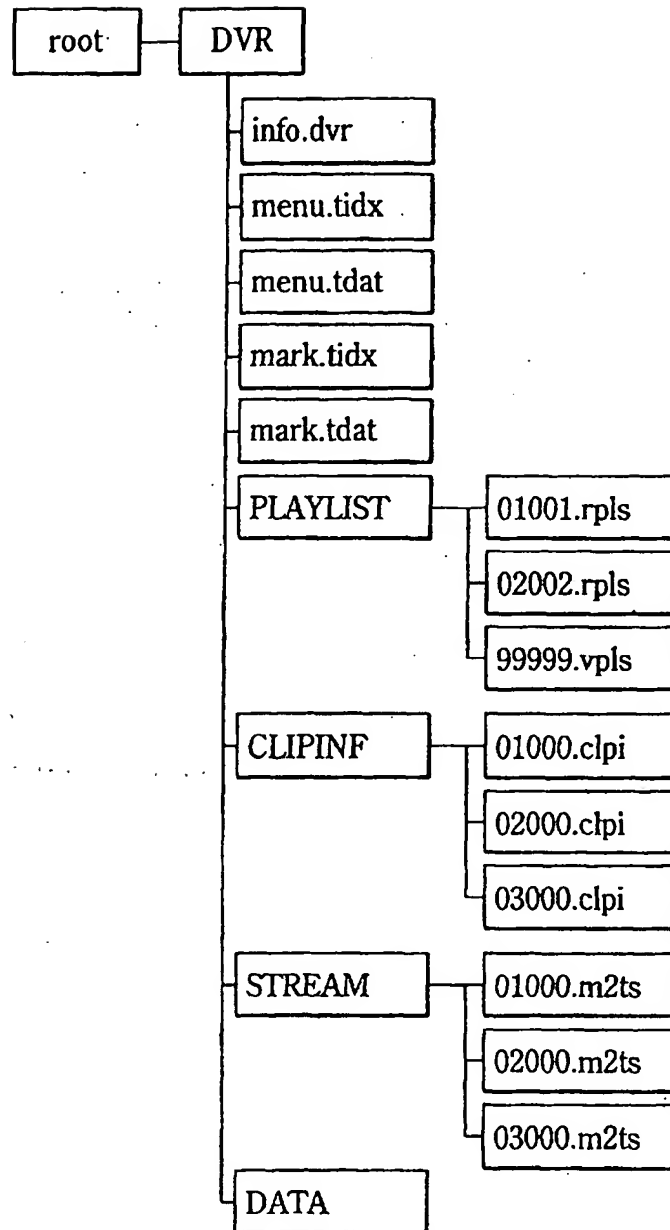 root DVR
info.dvr
menu.tidx
menu.tdat
mark.tidx
mark.tdat
PLAYLIST 01001.rpls
02002.rpls
99999.vpls
CLIPINF 01000.clpi
02000.clpi
03000.clpi
STREAM 01000.m2ts
02000.m2ts
03000.m2ts
DATA